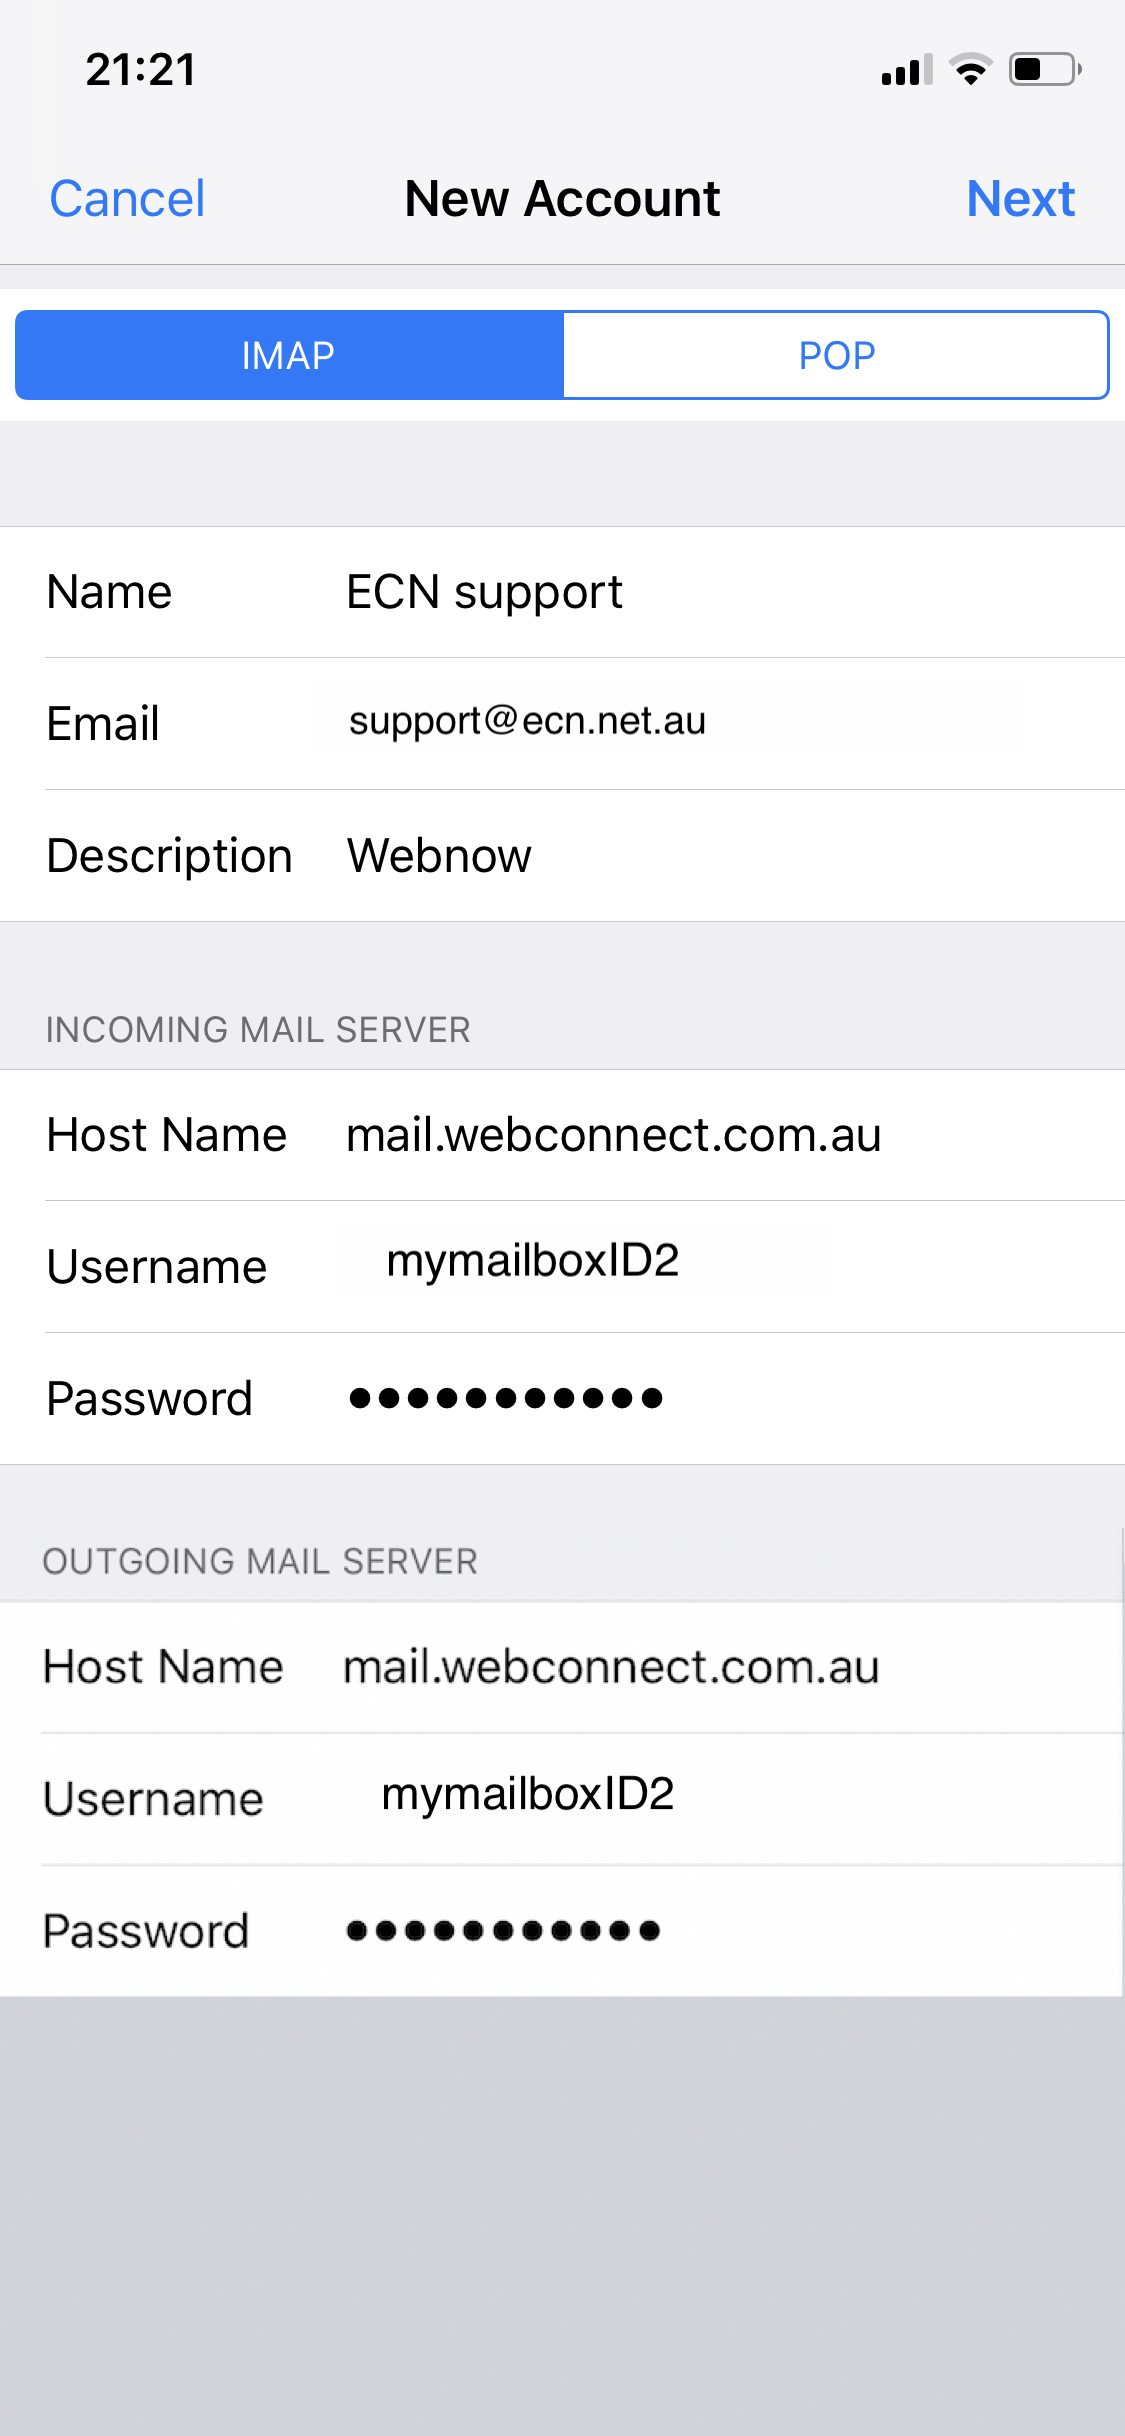 21:21
Cancel New Account Next
IMAP POP
Name ECN support
Email support@ecn.net.au
Description Webnow
INCOMING MAIL SERVER
Host Name mail.webconnect.com.au
Username mymailboxID2
Password ●●●●●●●●●●●
OUTGOING MAIL SERVER
Host Name mail.webconnect.com.au
Username mymailboxID2
Password ●●●●●●●●●●●